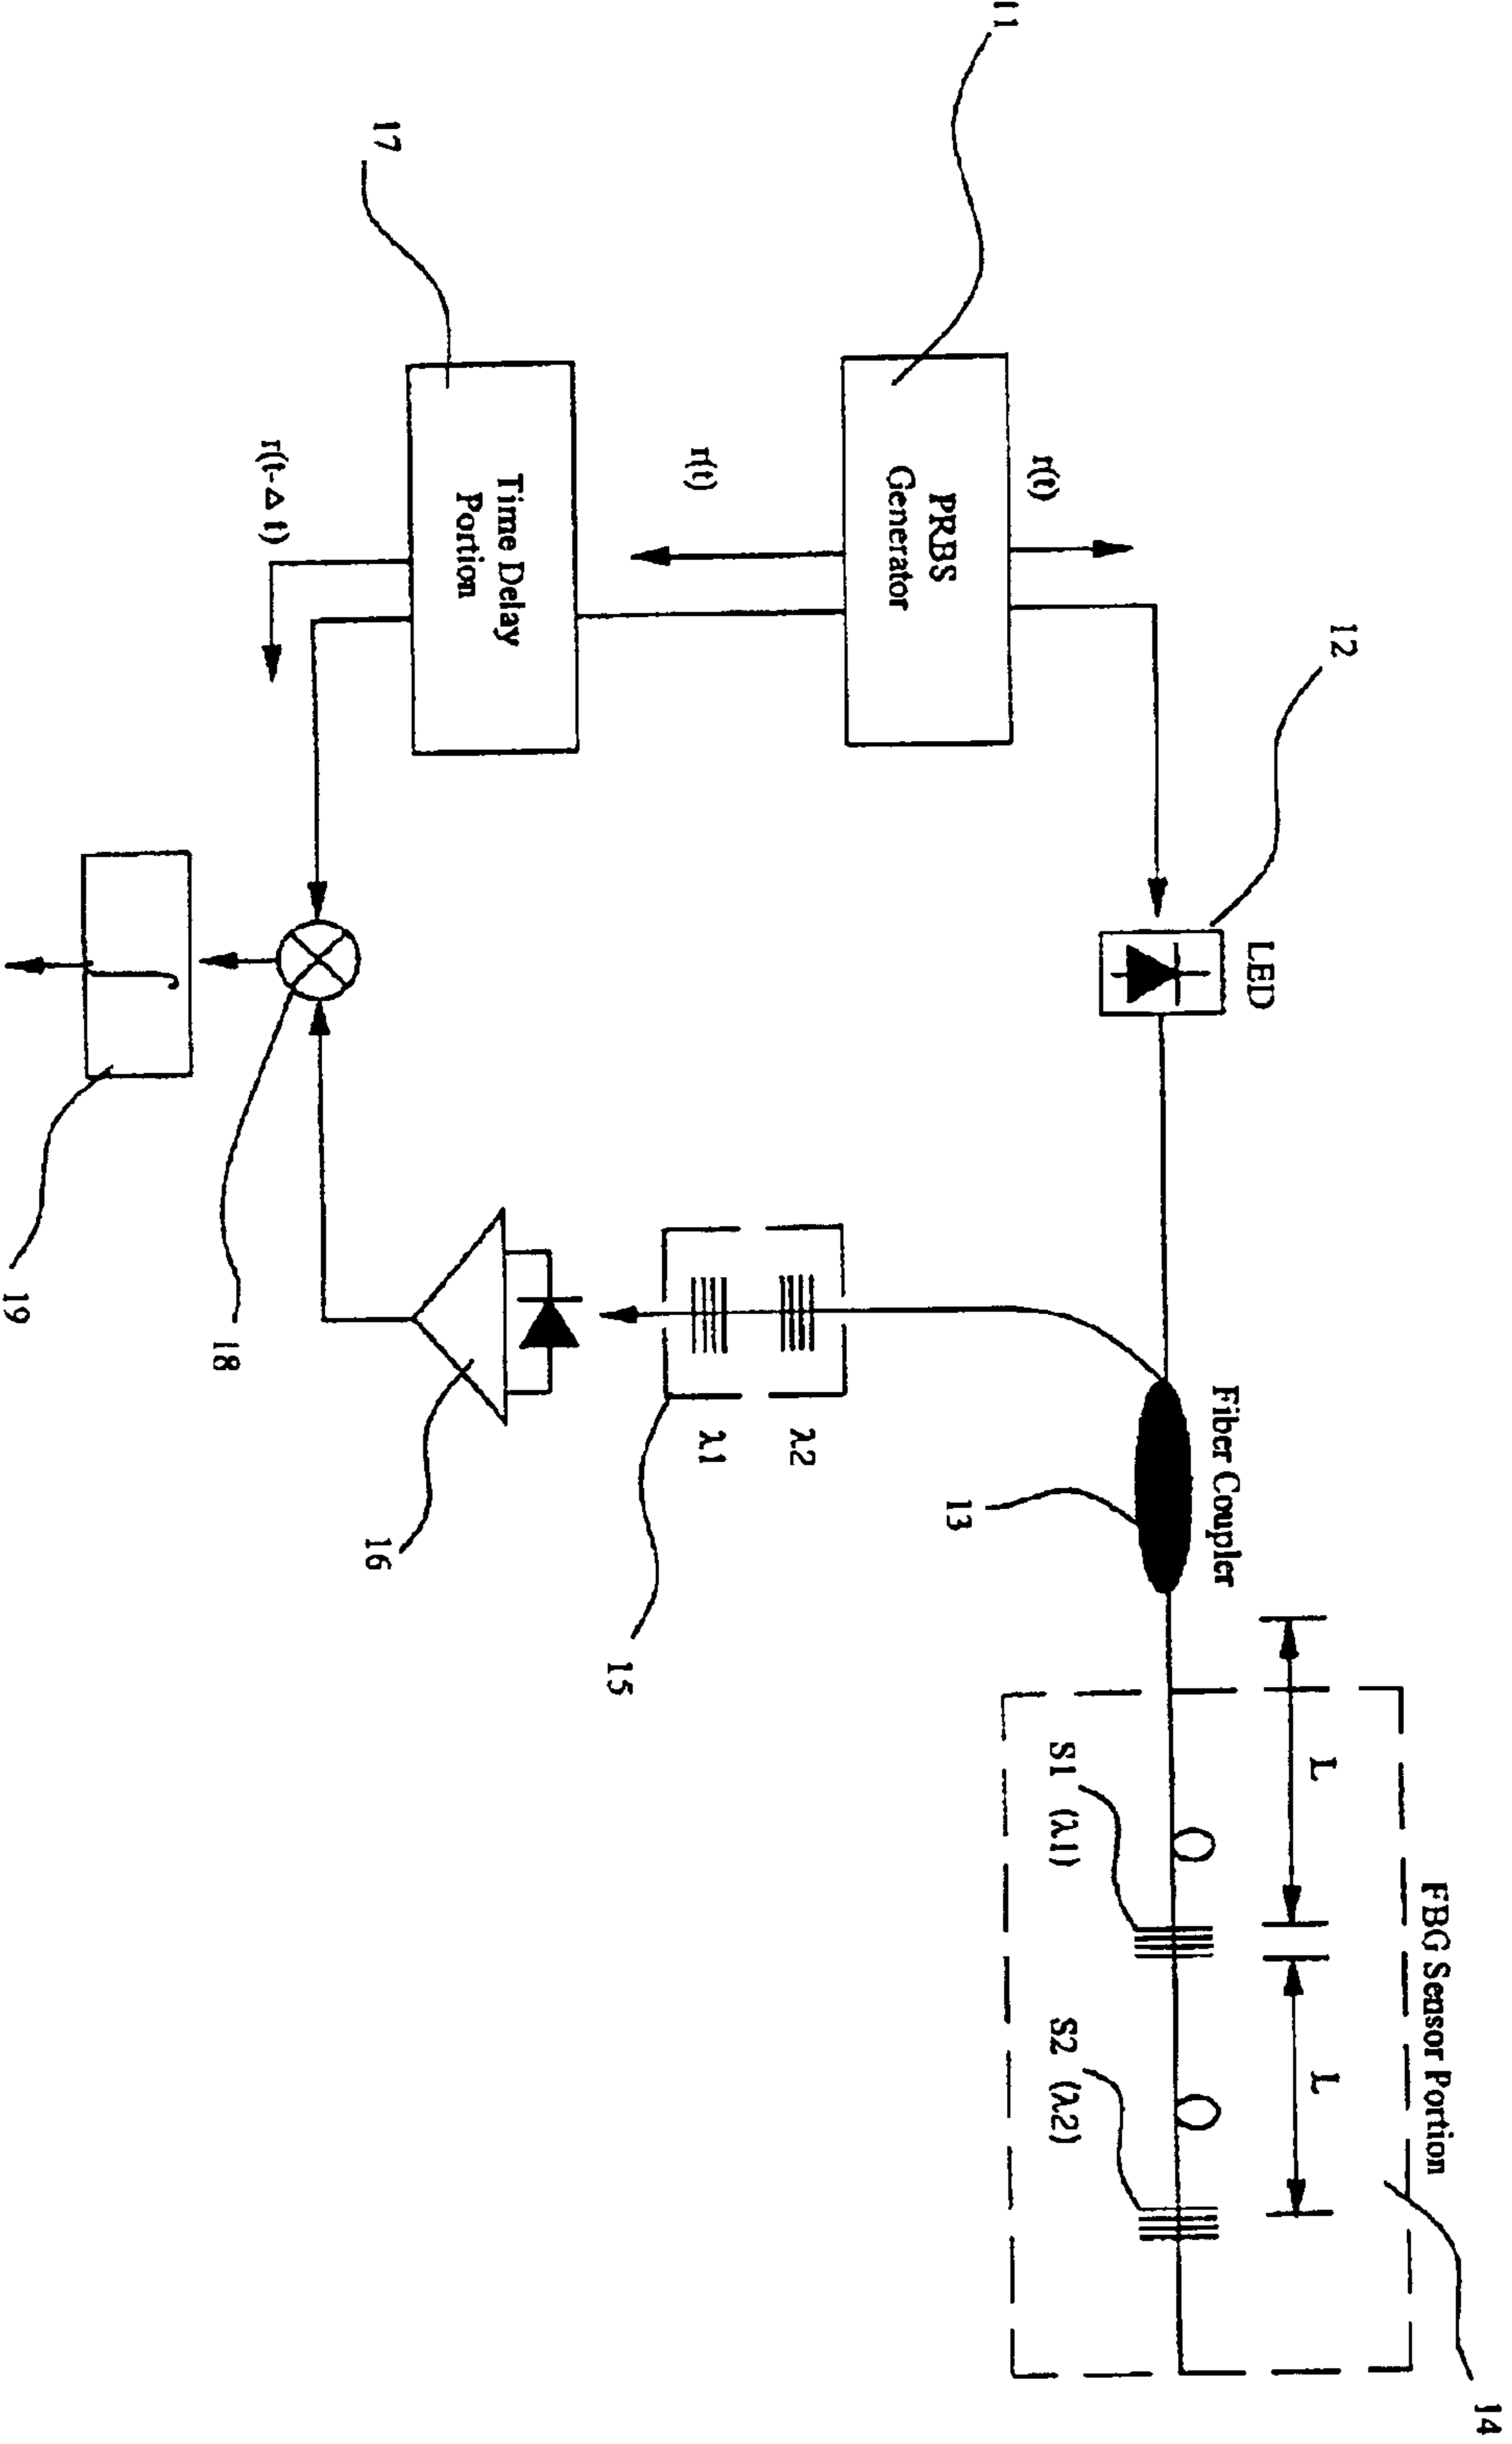 FBG Sensor Portion
14
L
L
12
LED
Fiber Coupler
r(t)
S1 (λ1)
S2 (λ2)
11
PRBS
Generator
13
λ2
r(t)
λ1
15
Time Delay
Portion
17
16
r(t-Δt)
18
19